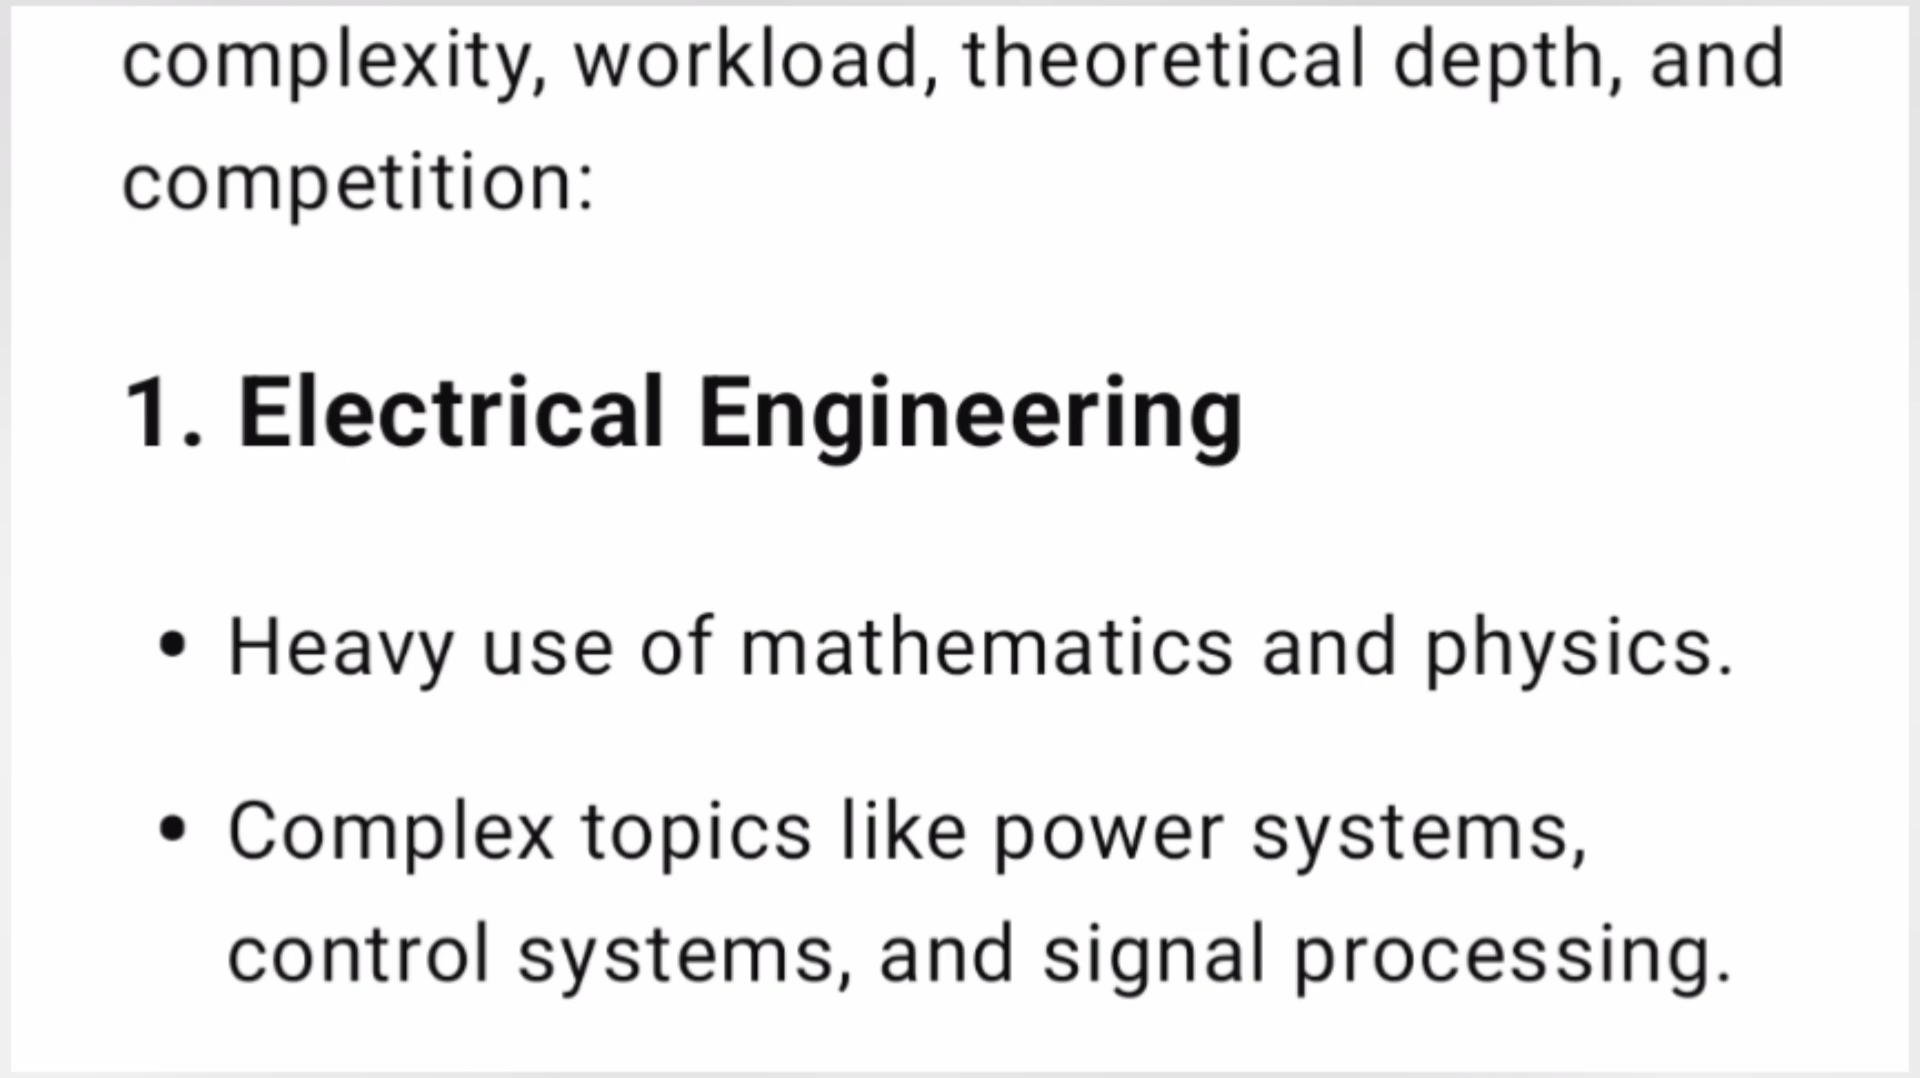 complexity, workload, theoretical depth, and
competition:
1. Electrical Engineering
• Heavy use of mathematics and physics.
• Complex topics like power systems,
control systems, and signal processing.